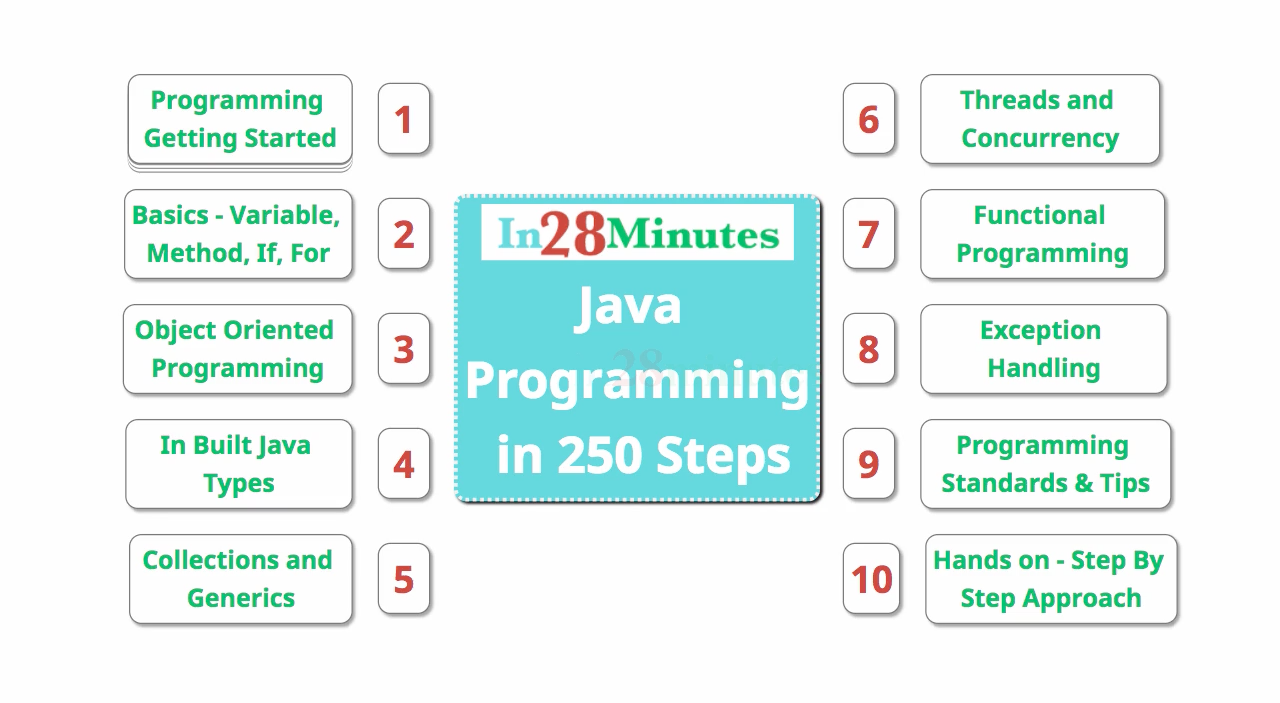 Programming
Getting Started
1
Basics - Variable,
Method, If, For
2
Object Oriented
Programming
3
In Built Java
Types
4
Collections and
Generics
5
In28Minutes
Java
Programming
in 250 Steps
6
Threads and
Concurrency
7
Functional
Programming
8
Exception
Handling
9
Programming
Standards & Tips
10
Hands on - Step By
Step Approach